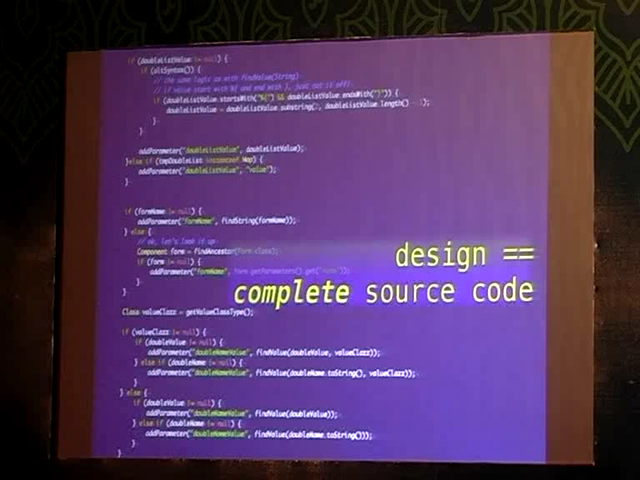 if (doubleListValue != null) {
if (altSyntax()) {
// the same logic as with findValue(String)
// if value start with %{ and end with }, just cut it off!
if (doubleListValue.startsWith("%{") && doubleListValue.endsWith("}")) {
doubleListValue = doubleListValue.substring(2, doubleListValue.length() - 1);
}
}
addParameter("doubleListValue", doubleListValue);
}else if (tmpDoubleList instanceof Map) {
addParameter("doubleListValue", "value");
}
if (formName != null) {
addParameter("formName", findString(formName));
} else {
// ok, let's look it up
Component form = findAncestor(Form.class);
design ==
if (form != null) {
addParameter("formName", form.getParameters().get("name"));
}
complete source code
}
Class valueClazz = getValueClassType();
if (valueClazz != null) {
if (doubleValue != null) {
addParameter("doubleNameValue", findValue(doubleValue, valueClazz));
} else if (doubleName != null) {
addParameter("doubleNameValue", findValue(doubleName.toString(), valueClazz));
}
} else {
if (doubleValue != null) {
addParameter("doubleNameValue", findValue(doubleValue));
} else if (doubleName != null) {
addParameter("doubleNameValue", findValue(doubleName.toString()));
}
}